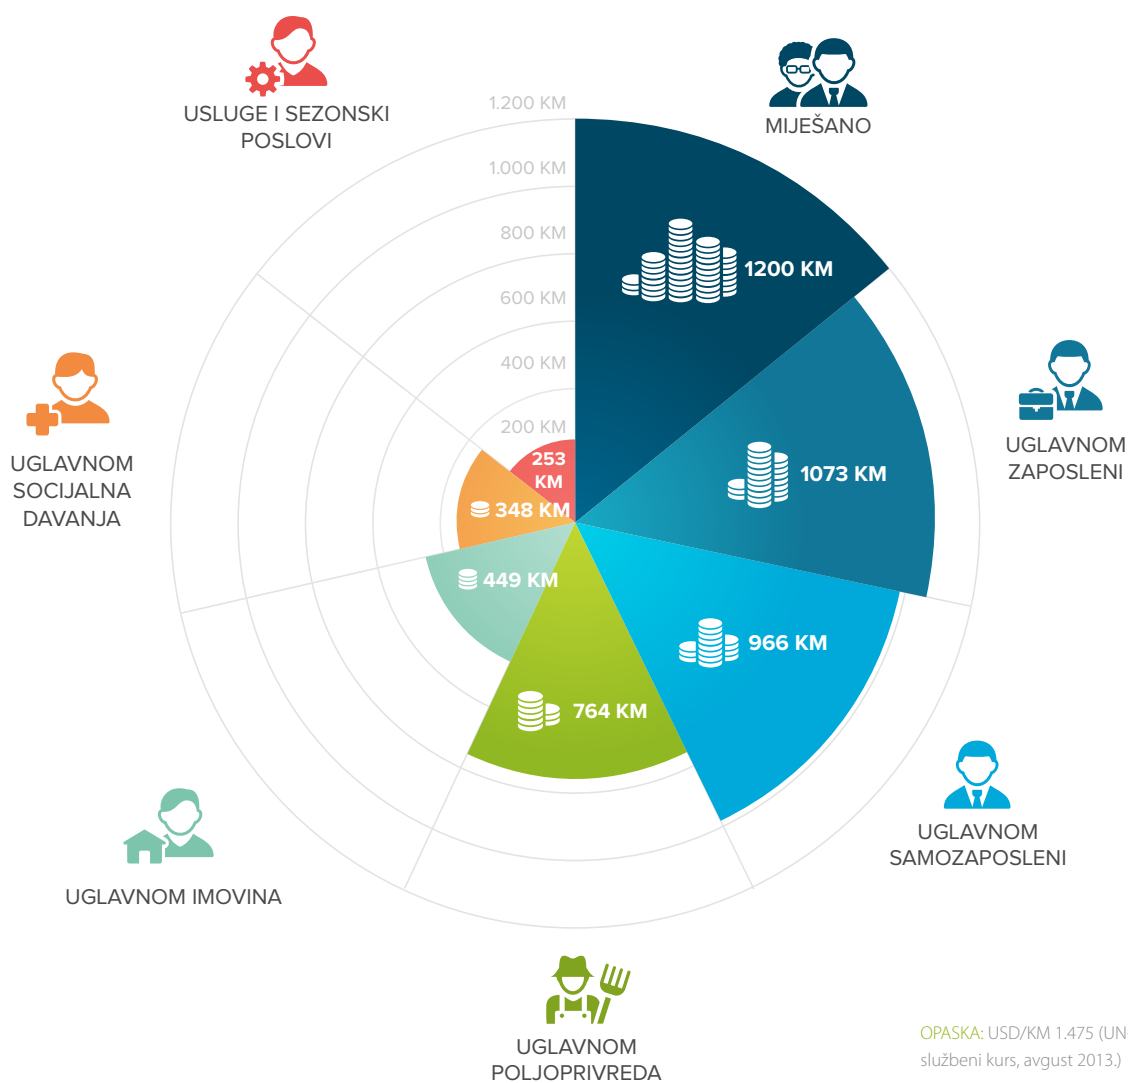 USLUGE I SEZONSKI
POSLOVI
MIJEŠANO
1.200 KM
1.000 KM
800 KM
600 KM
400 KM
200 KM
1200 KM
UGLAVNOM
ZAPOSLENI
1073 KM
UGLAVNOM
SOCIJALNA
DAVANJA
253
KM
348 KM
449 KM
966 KM
764 KM
UGLAVNOM
SAMOZAPOSLENI
UGLAVNOM IMOVINA
UGLAVNOM
POLJOPRIVREDA
OPASKA: USD/KM 1.475 (UN
službeni kurs, avgust 2013.)